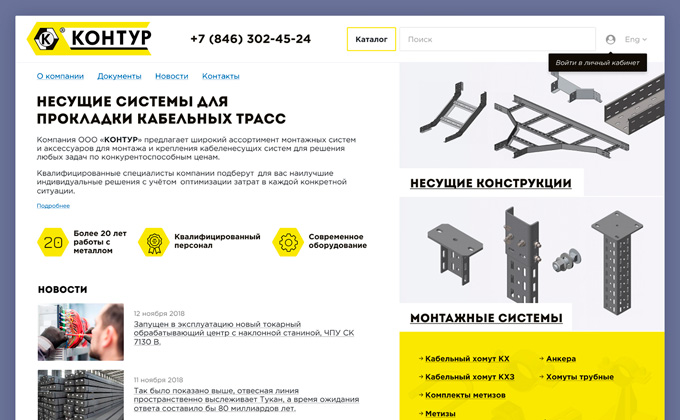 К ® КОНТУР
+7 (846) 302-45-24
Каталог
Поиск
Eng
Войти в личный кабинет
О компании Документы Новости Контакты
НЕСУЩИЕ СИСТЕМЫ ДЛЯ
ПРОКЛАДКИ КАБЕЛЬНЫХ ТРАСС
Компания ООО «КОНТУР» предлагает широкий ассортимент монтажных систем
и аксессуаров для монтажа и крепления кабеленесущих систем для решения
любых задач по конкурентоспособным ценам.
Квалифицированные специалисты компании подберут для вас наилучшие
индивидуальные решения с учётом оптимизации затрат в каждой конкретной
ситуации.
Подробнее
20
Более 20 лет
работы с
металлом
Квалифицированный
персонал
Современное
оборудование
НОВОСТИ
12 ноября 2018
Запущен в эксплуатацию новый токарный
обрабатывающий центр с наклонной станиной, ЧПУ СК
7130 В.
11 ноября 2018
Так было показано выше, отвесная линия
пространственно выслеживает Тукан, а время ожидания
ответа составило бы 80 миллиардов лет.
НЕСУЩИЕ КОНСТРУКЦИИ
МОНТАЖНЫЕ СИСТЕМЫ
Кабельный хомут КХ
Кабельный хомут КХЗ
Комплекты метизов
Метизы
Анкера
Хомуты трубные